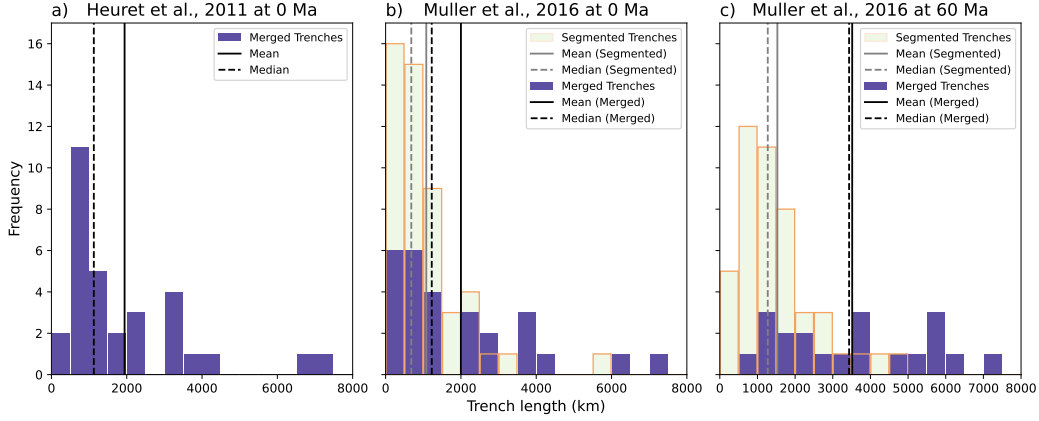 a) Heuret et al., 2011 at 0 Ma
b) Muller et al., 2016 at 0 Ma
c) Muller et al., 2016 at 60 Ma
Frequency
16
14
12
10
8
6
4
2
0
Merged Trenches
Mean
Median
0 2000 4000 6000 8000
Segmented Trenches
Mean (Segmented)
Median (Segmented)
Merged Trenches
Mean (Merged)
Median (Merged)
0 2000 4000 6000 8000
Segmented Trenches
Mean (Segmented)
Median (Segmented)
Merged Trenches
Mean (Merged)
Median (Merged)
0 1000 2000 3000 4000 5000 6000 7000 8000
Trench length (km)